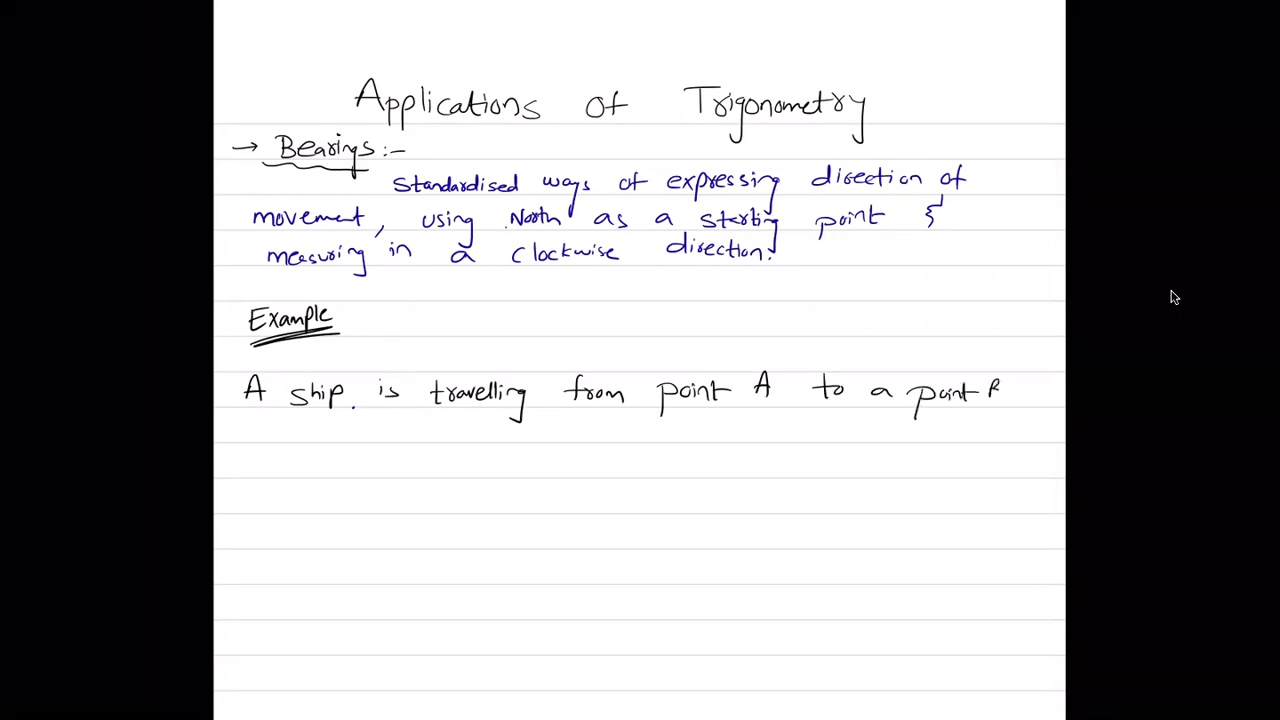 Applications of Trigonometry
→ Bearings :-
Standardised ways of expressing direction of
movement, using North as a starting point &
measuring in a clockwise direction.
Example
A ship is travelling from point A to a point